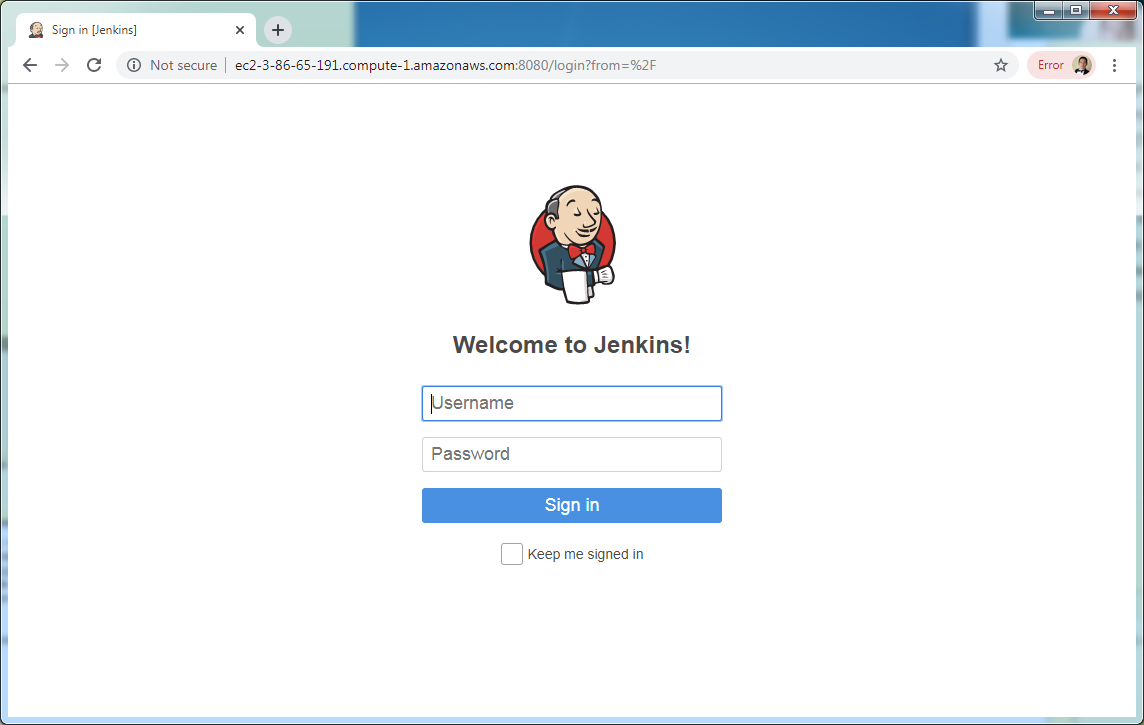 Sign in [Jenkins]
Not secure
ec2-3-86-65-191.compute-1.amazonaws.com:8080/login?from=%2F
Error
Welcome to Jenkins!
Username
Password
Sign in
Keep me signed in